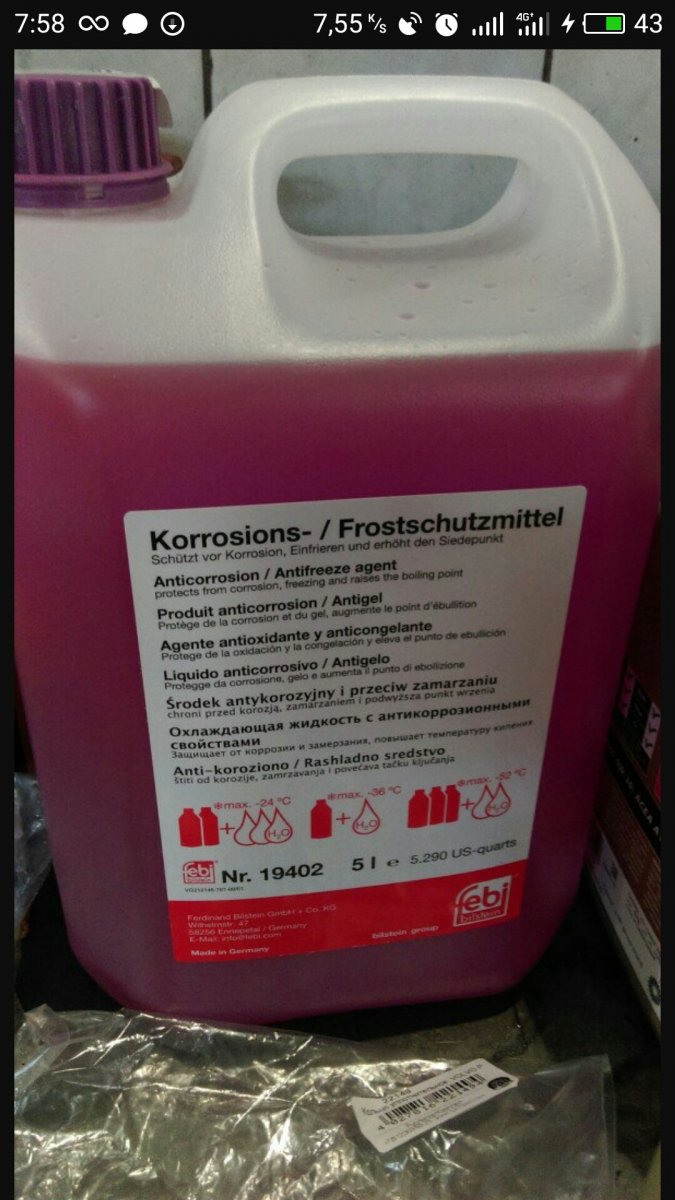 7:58
7,55 K/s
4G+
43
Korrosions- / Frostschutzmittel
Schützt vor Korrosion, Einfrieren und erhöht den Siedepunkt
Anticorrosion / Antifreeze agent
protects from corrosion, freezing and raises the boiling point
Produit anticorrosion / Antigel
Protège de la corrosion et du gel, augmente le point d'ébullition
Agente antioxidante y anticongelante
Protege de la oxidación y la congelación y eleva el punto de ebullición
Liquido anticorrosivo / Antigelo
Protegge da corrosione, gelo e aumenta il punto di ebollizione
Środek antykorozyjny i przeciw zamarzaniu
chroni przed korozją, zamarzaniem i podwyższa punkt wrzenia
Охлаждающая жидкость с антикоррозионными
свойствами
Защищает от коррозии и замерзания, повышает температуру кипения
Anti-koroziono / Rashladno sredstvo
štiti od korozije, zamrzavanja i povećava tačku ključanja
max. -24 °C
+ H₂O
max. -36 °C
+ H₂O
max. -52 °C
+ H₂O
febi
bilstein
Nr. 19402
5 l e 5.290 US-quarts
Ferdinand Bilstein GmbH + Co. KG
Wilhelmstr. 47
58256 Ennepetal / Germany
E-Mail: info@febi.com
Made in Germany
bilstein group
febi
bilstein